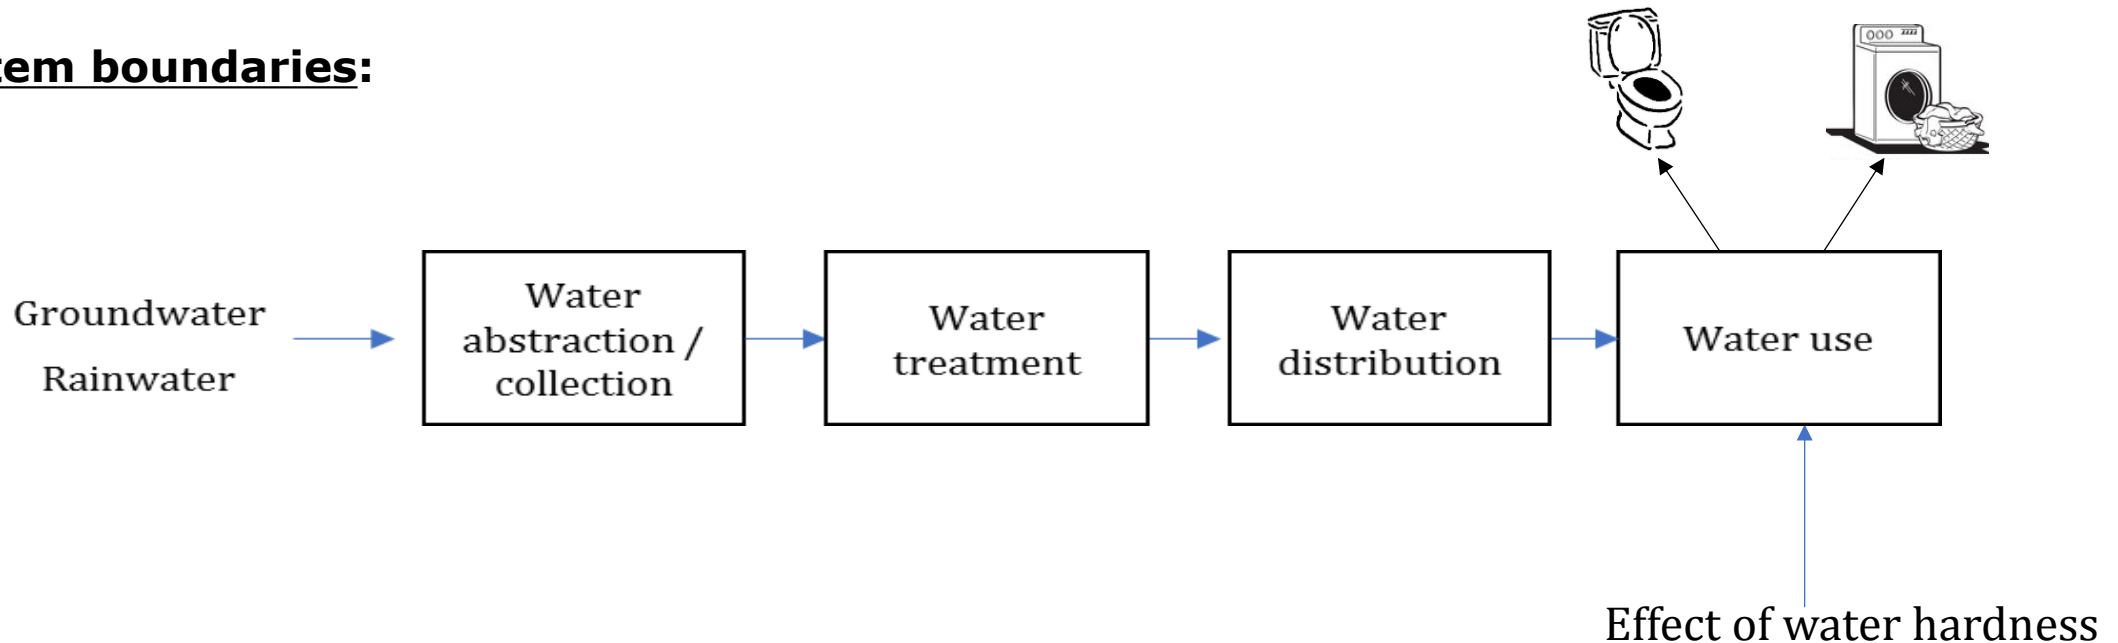 tem boundaries:
Groundwater
Rainwater
Water
abstraction /
collection
Water
treatment
Water
distribution
Water use
Effect of water hardness